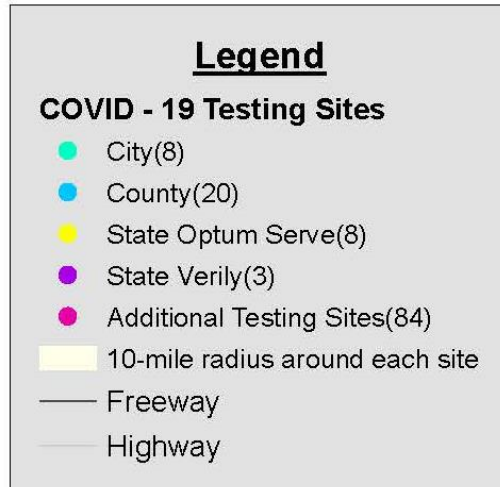 Legend
COVID - 19 Testing Sites
City(8)
County(20)
State Optum Serve(8)
State Verily(3)
Additional Testing Sites(84)
10-mile radius around each site
Freeway
Highway